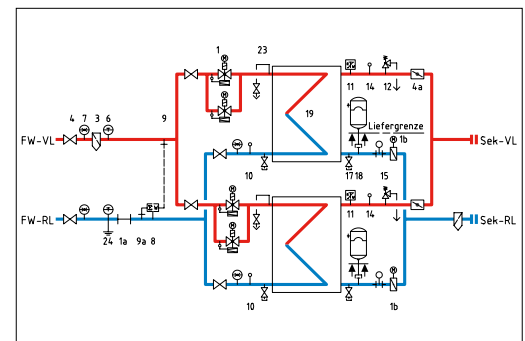 1 23
4 7 3 6 9 11 14 12 4a
19
Liefergrenze
1b
FW-VL Sek-VL
10 17 18 15
FW-RL Sek-RL
24 1a 9a 8 11 14
10 1b